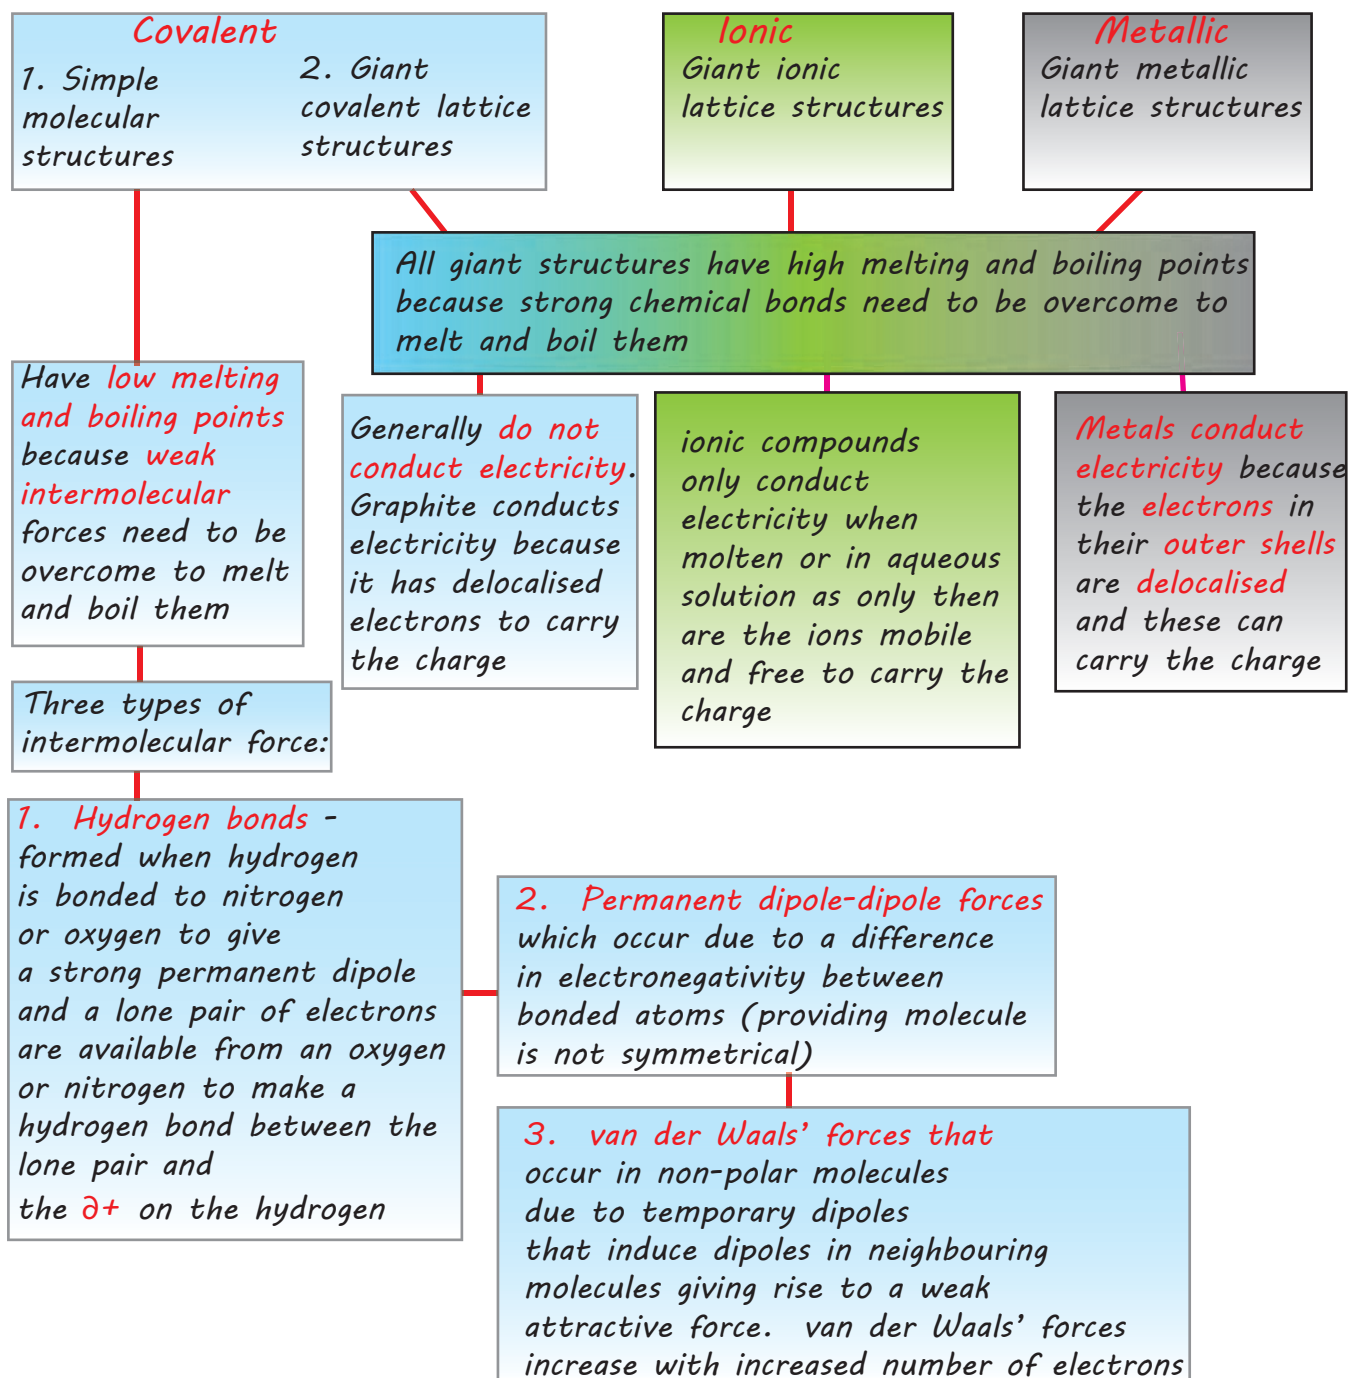 Covalent
1. Simple
molecular
structures
2. Giant
covalent lattice
structures
Ionic
Giant ionic
lattice structures
Metallic
Giant metallic
lattice structures
All giant structures have high melting and boiling points
because strong chemical bonds need to be overcome to
melt and boil them
Have low melting
and boiling points
because weak
intermolecular
forces need to be
overcome to melt
and boil them
Generally do not
conduct electricity.
Graphite conducts
electricity because
it has delocalised
electrons to carry
the charge
ionic compounds
only conduct
electricity when
molten or in aqueous
solution as only then
are the ions mobile
and free to carry the
charge
Metals conduct
electricity because
the electrons in
their outer shells
are delocalised
and these can
carry the charge
Three types of
intermolecular force:
1. Hydrogen bonds -
formed when hydrogen
is bonded to nitrogen
or oxygen to give
a strong permanent dipole
and a lone pair of electrons
are available from an oxygen
or nitrogen to make a
hydrogen bond between the
lone pair and
the ∂+ on the hydrogen
2. Permanent dipole-dipole forces
which occur due to a difference
in electronegativity between
bonded atoms (providing molecule
is not symmetrical)
3. van der Waals' forces that
occur in non-polar molecules
due to temporary dipoles
that induce dipoles in neighbouring
molecules giving rise to a weak
attractive force. van der Waals' forces
increase with increased number of electrons